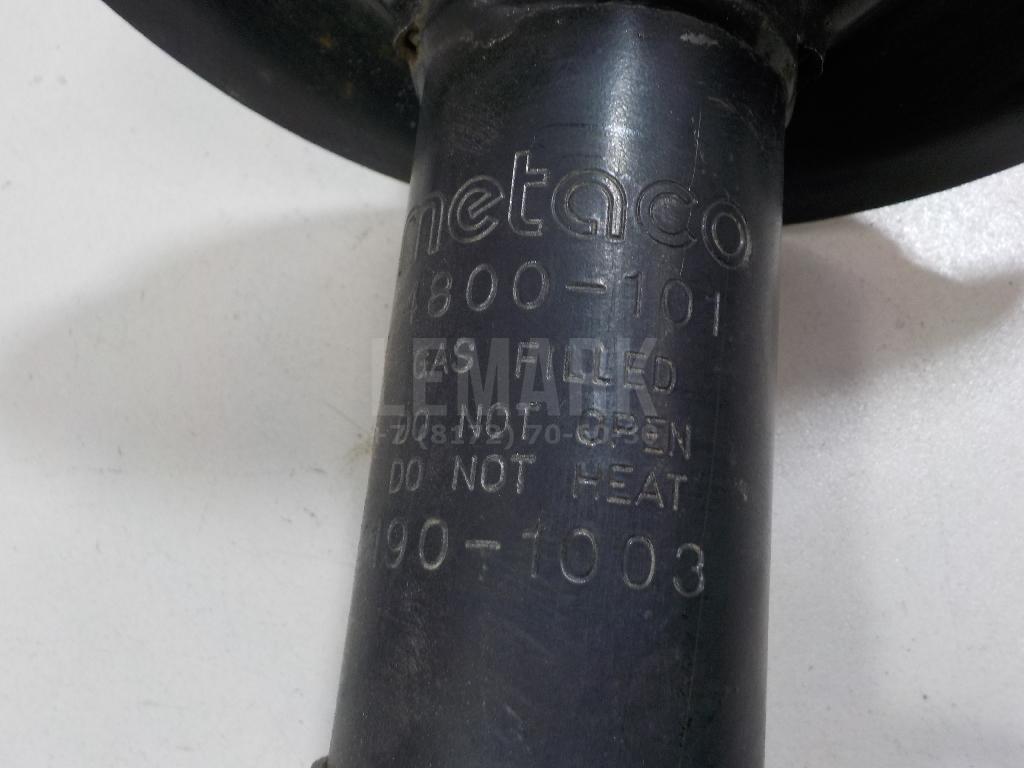 metaco
4800-101
GAS FILLED
DO NOT OPEN
DO NOT HEAT
190-1003
LEMARK